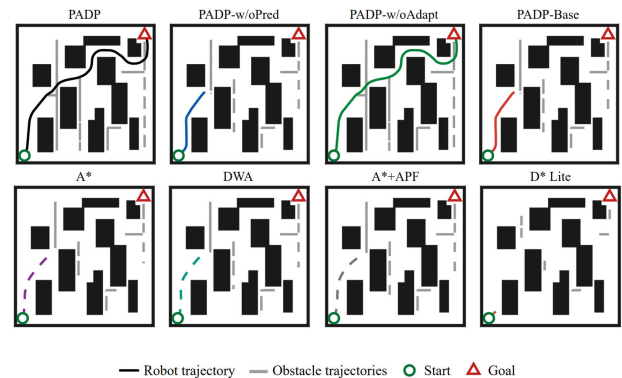 PADP PADP-w/oPred PADP-w/oAdapt PADP-Base
A* DWA A*+APF D* Lite
Robot trajectory Obstacle trajectories Start Goal